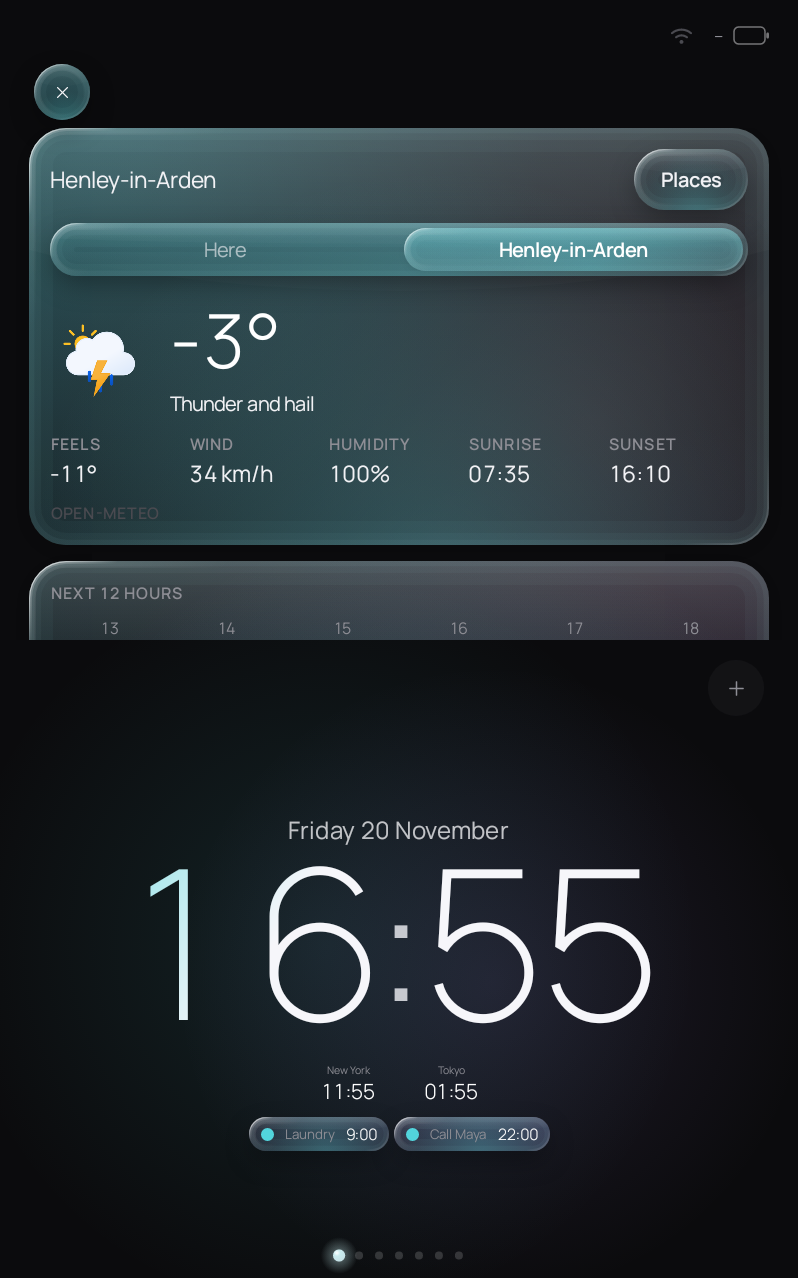 –
Henley-in-Arden
Places
Here
Henley-in-Arden
-3°
Thunder and hail
FEELS WIND HUMIDITY SUNRISE SUNSET
-11° 34 km/h 100% 07:35 16:10
OPEN-METEO
NEXT 12 HOURS
13 14 15 16 17 18
Friday 20 November
16:55
New York Tokyo
11:55 01:55
Laundry 9:00 Call Maya 22:00